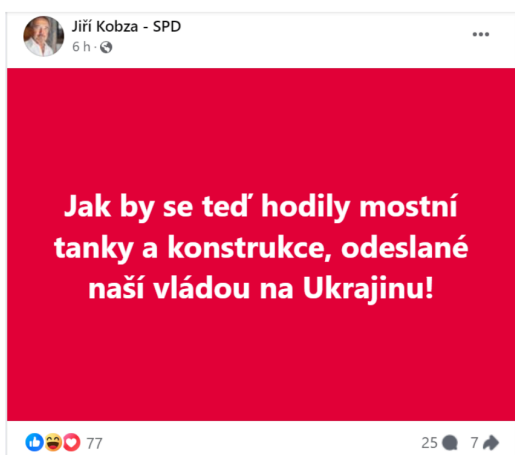 Jiří Kobza - SPD
6 h ·
Jak by se teď hodily mostní
tanky a konstrukce, odeslané
naší vládou na Ukrajinu!
77
25
7